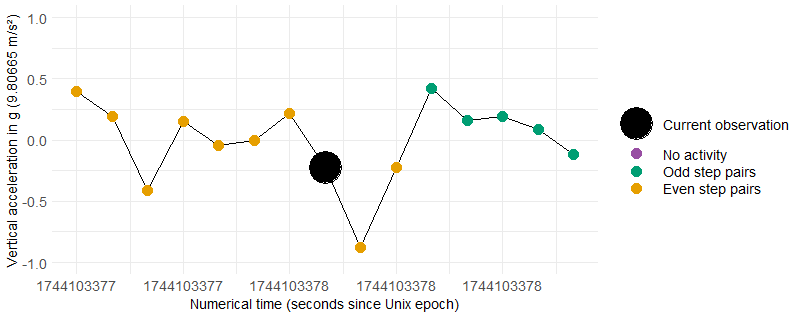 Vertical acceleration in g (9.80665 m/s²)
1.0
0.5
0.0
-0.5
-1.0
1744103377 1744103377 1744103378 1744103378 1744103378
Numerical time (seconds since Unix epoch)
Current observation
No activity
Odd step pairs
Even step pairs